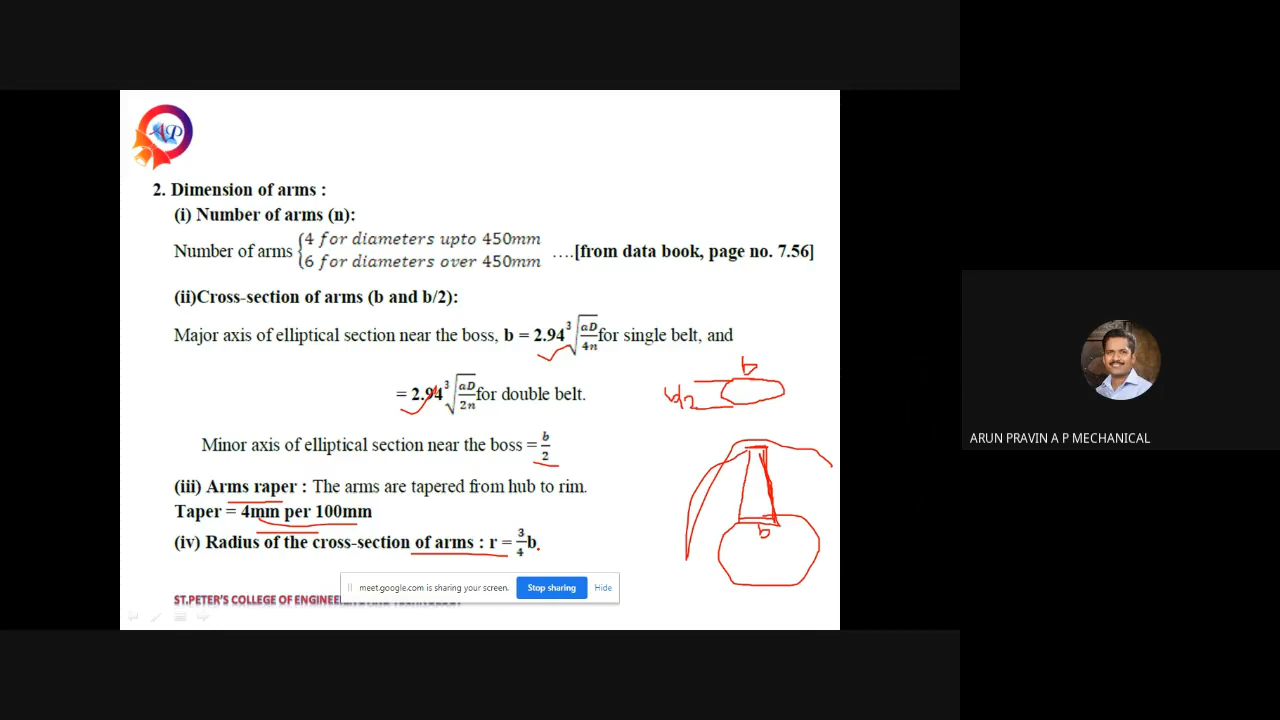 AP
2. Dimension of arms :
(i) Number of arms (n):
Number of arms {4 for diameters upto 450mm
{6 for diameters over 450mm ….[from data book, page no. 7.56]
(ii)Cross-section of arms (b and b/2):
Major axis of elliptical section near the boss, b = 2.94 ∛(aD/4n) for single belt, and
= 2.94 ∛(aD/2n) for double belt.
Minor axis of elliptical section near the boss = b/2
(iii) Arms raper : The arms are tapered from hub to rim.
Taper = 4mm per 100mm
(iv) Radius of the cross-section of arms : r = 3/4 b.
b
b/2
b
meet.google.com is sharing your screen.
Stop sharing
Hide
ST.PETER'S COLLEGE OF
ARUN PRAVIN A P MECHANICAL